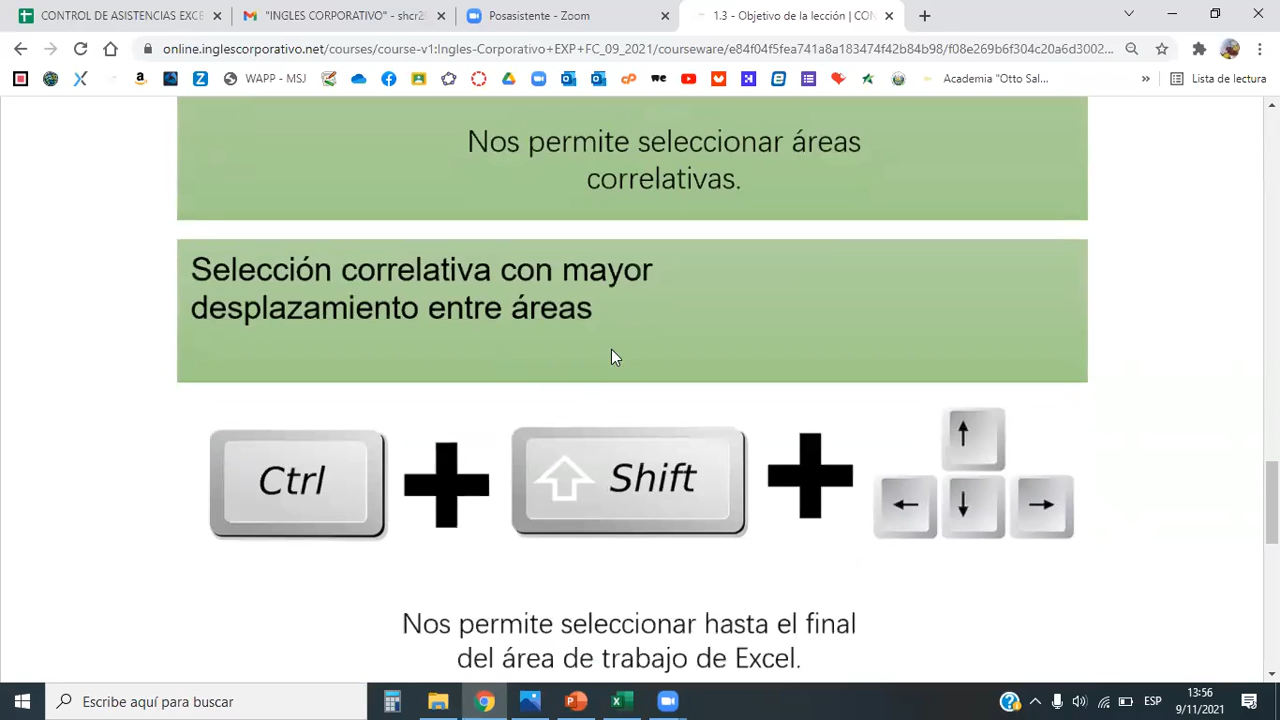 CONTROL DE ASISTENCIAS EXCE
"INGLES CORPORATIVO" - shcr25
Posasistente - Zoom
1.3 - Objetivo de la lección | CON
online.inglescorporativo.net/courses/course-v1:Ingles-Corporativo+EXP+FC_09_2021/courseware/e84f04f5fea741a8a183474f42b84b98/f08e269b6f304c20a6d3002...
WAPP - MSJ
Academia "Otto Sal...
»
Lista de lectura
Nos permite seleccionar áreas
correlativas.
Selección correlativa con mayor
desplazamiento entre áreas
Ctrl + Shift +
Nos permite seleccionar hasta el final
del área de trabajo de Excel.
Escribe aquí para buscar
ESP
13:56
9/11/2021